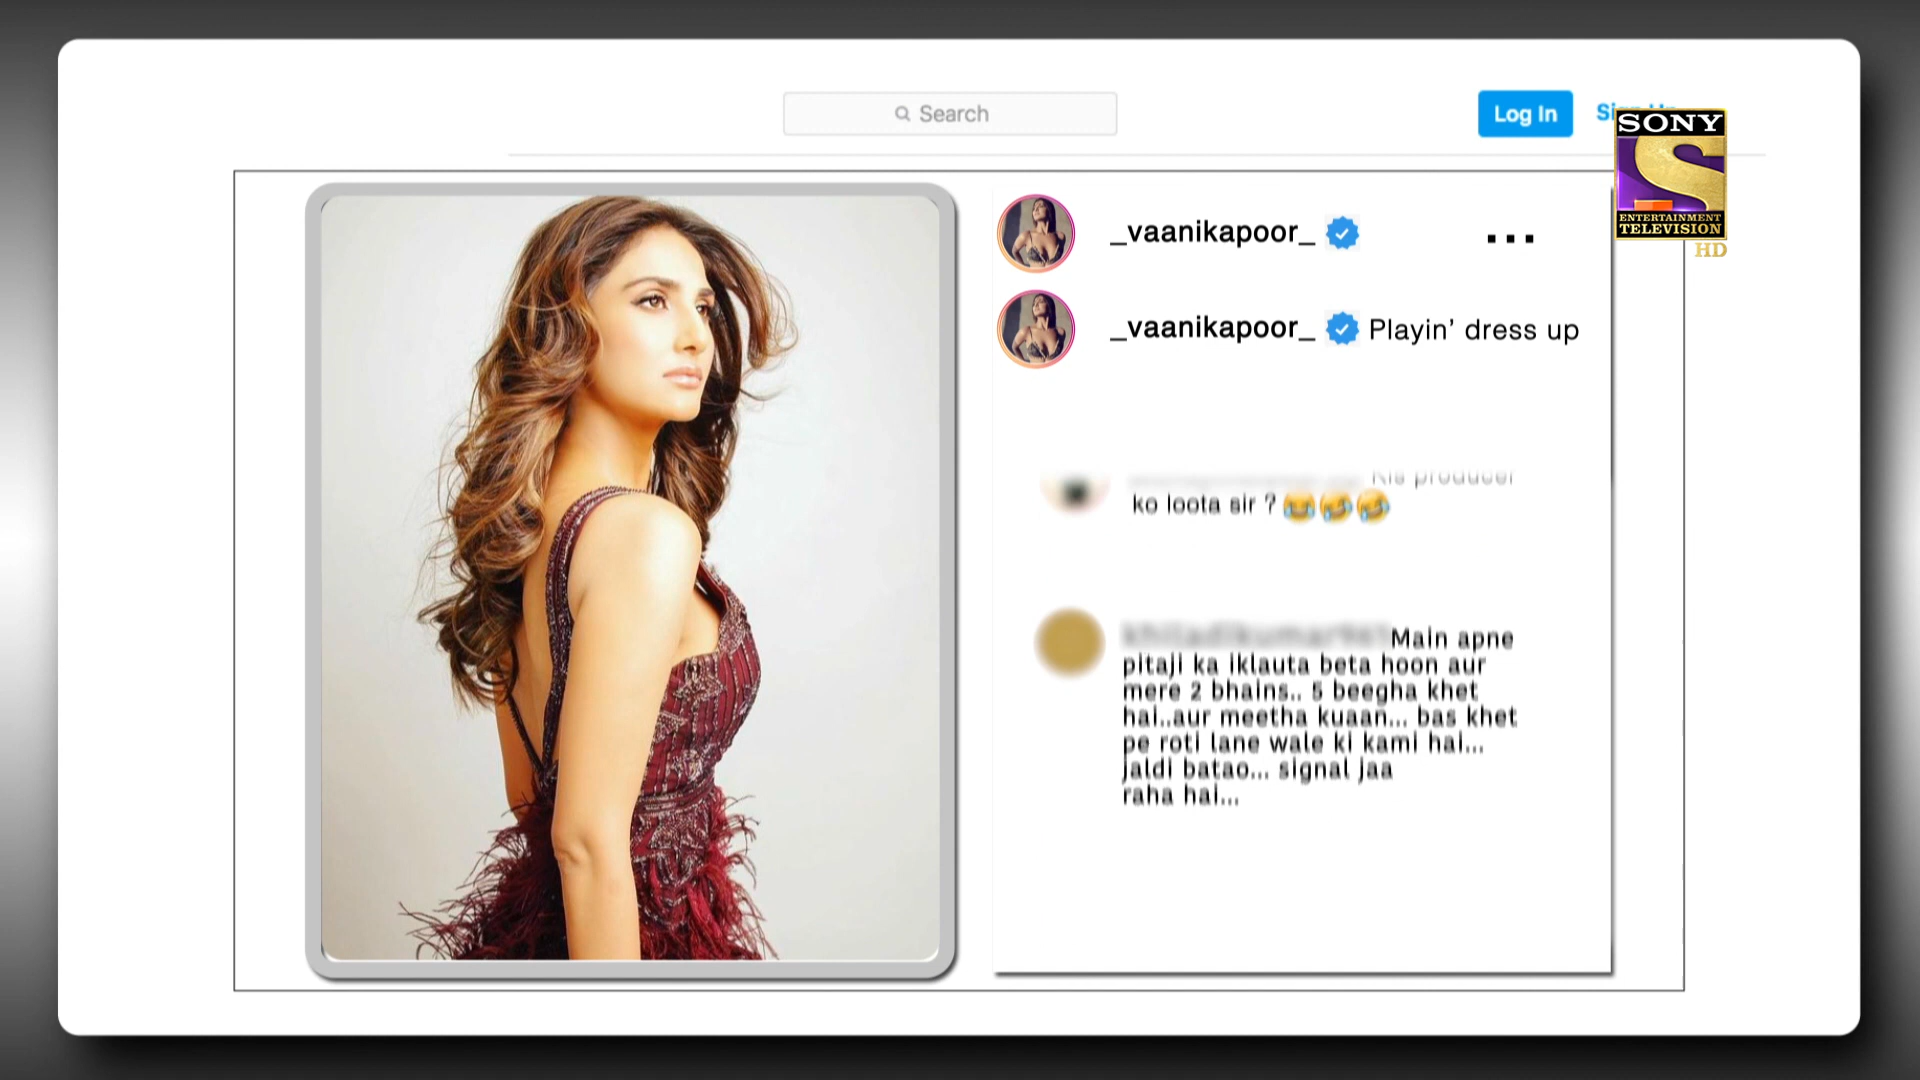 Search
Log In
SONY
ENTERTAINMENT
TELEVISION
HD
_vaanikapoor_
...
_vaanikapoor_ Playin’ dress up
Kis producer
ko loota sir ? 😂🤣🤣
Main apne
pitaji ka iklauta beta hoon aur
mere 2 bhains.. 5 beegha khet
hai..aur meetha kuaan... bas khet
pe roti lane wale ki kami hai...
jaldi batao... signal jaa
raha hai...